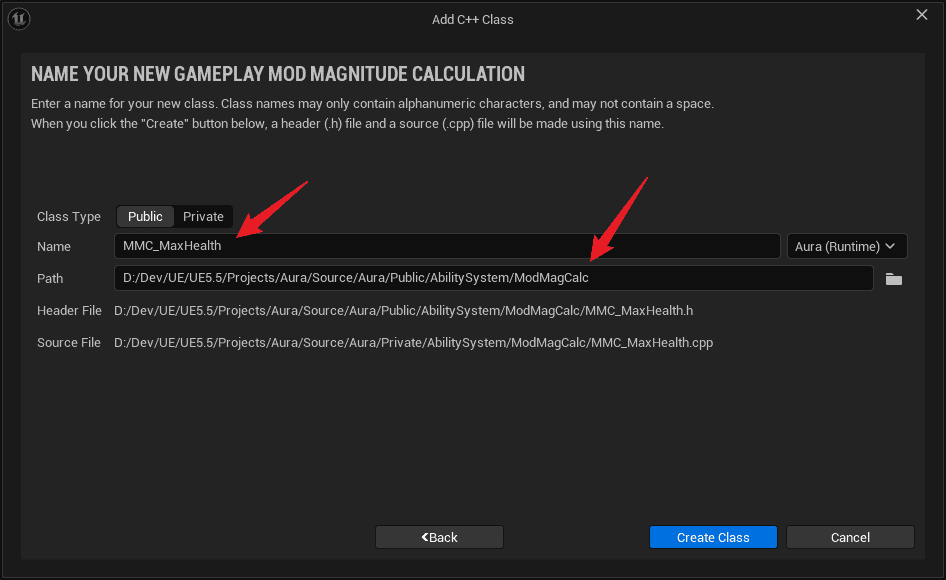 Add C++ Class
NAME YOUR NEW GAMEPLAY MOD MAGNITUDE CALCULATION
Enter a name for your new class. Class names may only contain alphanumeric characters, and may not contain a space.
When you click the "Create" button below, a header (.h) file and a source (.cpp) file will be made using this name.
Class Type Public Private
Name MMC_MaxHealth Aura (Runtime)
Path D:/Dev/UE/UE5.5/Projects/Aura/Source/Aura/Public/AbilitySystem/ModMagCalc
Header File D:/Dev/UE/UE5.5/Projects/Aura/Source/Aura/Public/AbilitySystem/ModMagCalc/MMC_MaxHealth.h
Source File D:/Dev/UE/UE5.5/Projects/Aura/Source/Aura/Private/AbilitySystem/ModMagCalc/MMC_MaxHealth.cpp
Back Create Class Cancel